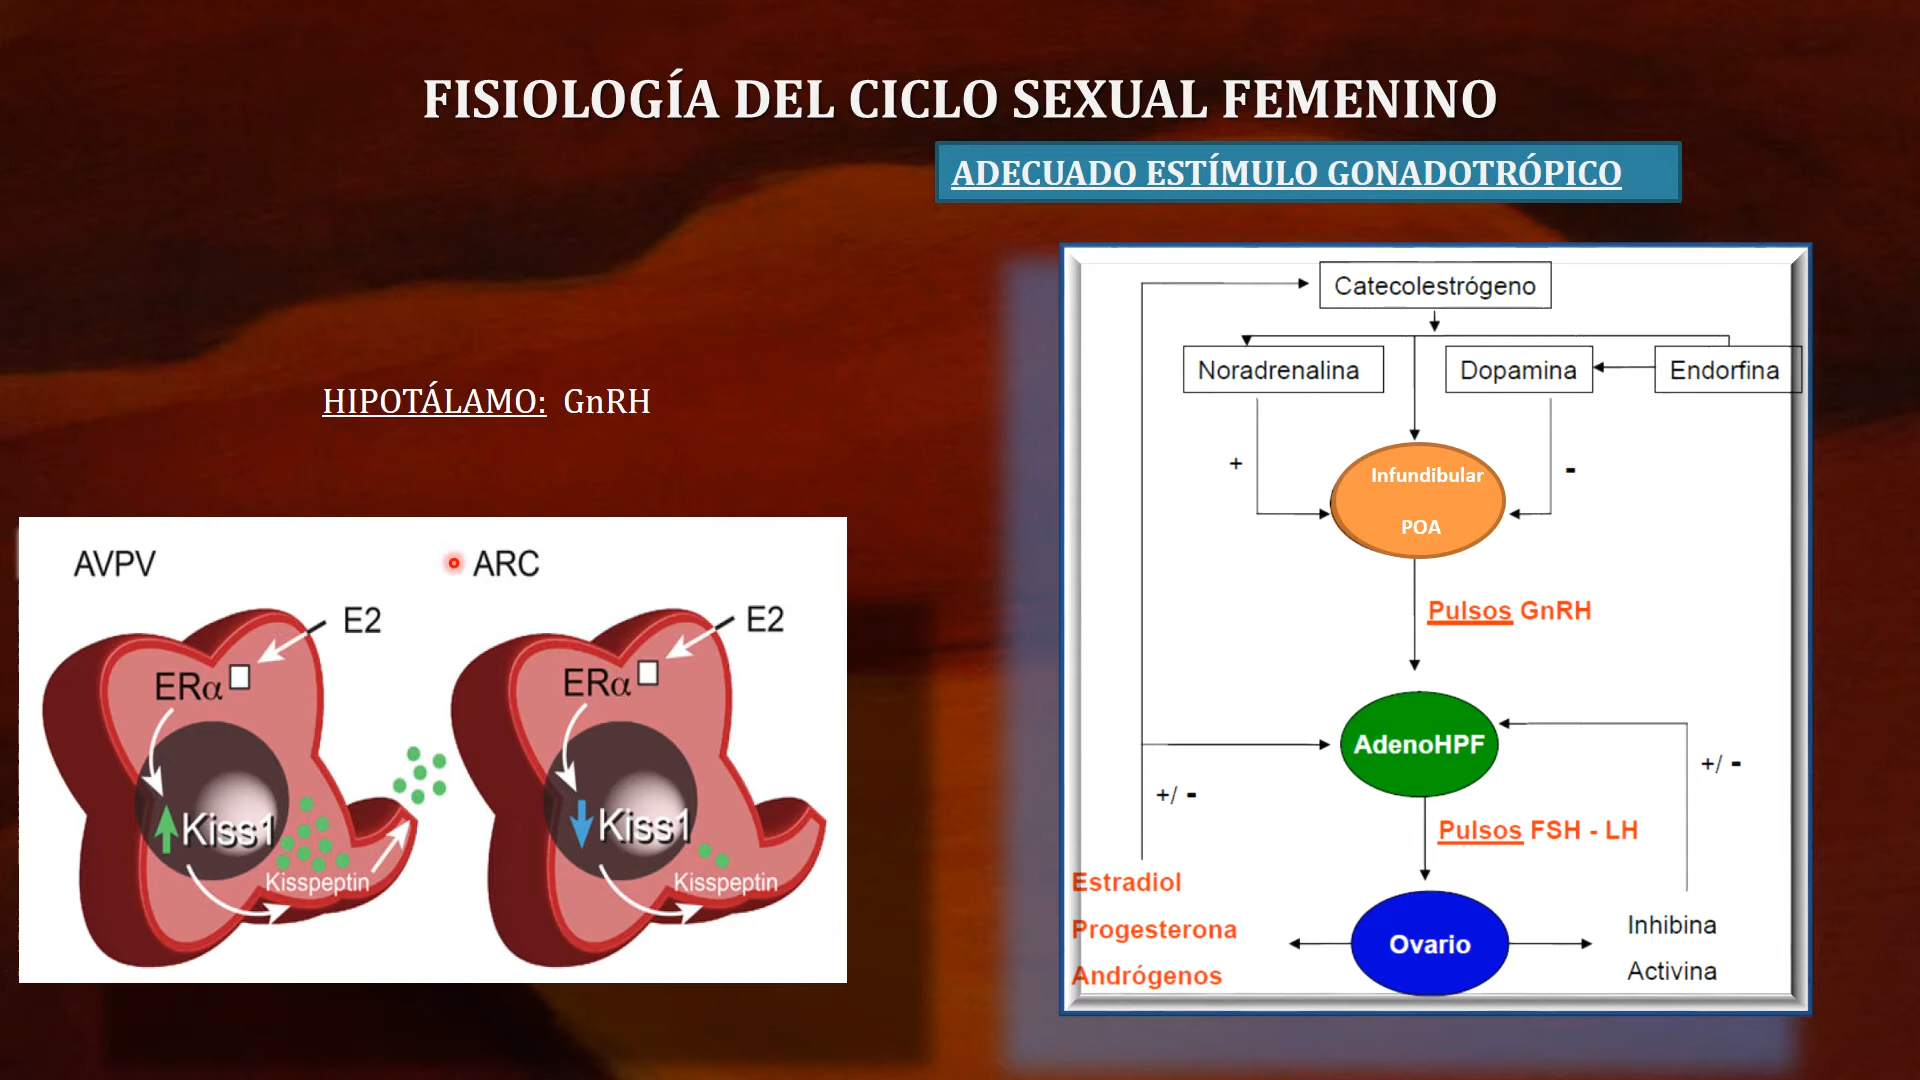 FISIOLOGÍA DEL CICLO SEXUAL FEMENINO
ADECUADO ESTÍMULO GONADOTRÓPICO
HIPOTÁLAMO: GnRH
AVPV
E2
ERα
Kiss1
Kisspeptin
ARC
E2
ERα
Kiss1
Kisspeptin
Catecolestrógeno
Noradrenalina
Dopamina
Endorfina
+
-
Infundibular
POA
Pulsos GnRH
AdenoHPF
+/ -
+/ -
Pulsos FSH - LH
Estradiol
Progesterona
Andrógenos
Ovario
Inhibina
Activina